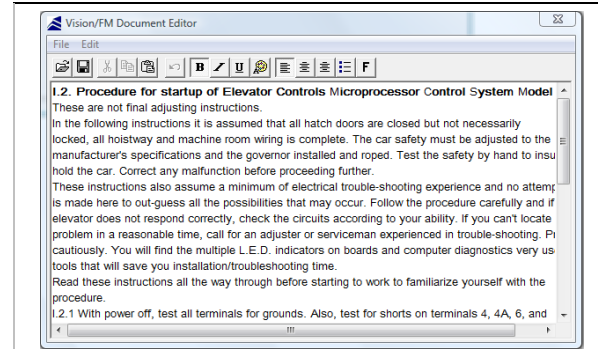 Vision/FM Document Editor
File Edit
B I U F
I.2. Procedure for startup of Elevator Controls Microprocessor Control System Model
These are not final adjusting instructions.
In the following instructions it is assumed that all hatch doors are closed but not necessarily
locked, all hoistway and machine room wiring is complete. The car safety must be adjusted to the
manufacturer's specifications and the governor installed and roped. Test the safety by hand to insu
hold the car. Correct any malfunction before proceeding further.
These instructions also assume a minimum of electrical trouble-shooting experience and no attemp
is made here to out-guess all the possibilities that may occur. Follow the procedure carefully and if
elevator does not respond correctly, check the circuits according to your ability. If you can't locate
problem in a reasonable time, call for an adjuster or serviceman experienced in trouble-shooting. Pr
cautiously. You will find the multiple L.E.D. indicators on boards and computer diagnostics very us
tools that will save you installation/troubleshooting time.
Read these instructions all the way through before starting to work to familiarize yourself with the
procedure.
I.2.1 With power off, test all terminals for grounds. Also, test for shorts on terminals 4, 4A, 6, and